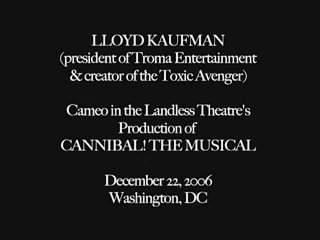 LLOYD KAUFMAN
(president of Troma Entertainment
& creator of the Toxic Avenger)
Cameo in the Landless Theatre's
Production of
CANNIBAL! THE MUSICAL
December 22, 2006
Washington, DC